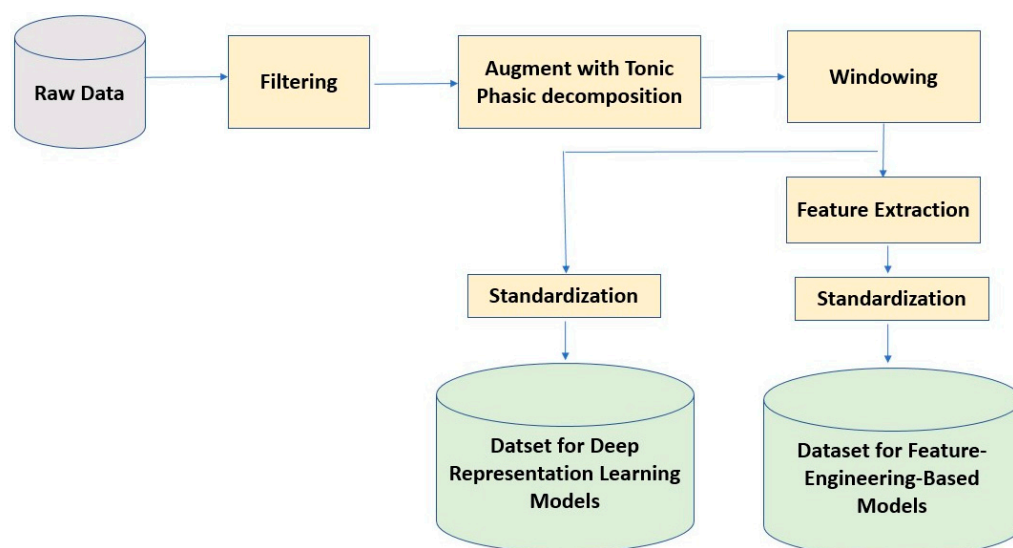 Raw Data
Filtering
Augment with Tonic
Phasic decomposition
Windowing
Feature Extraction
Standardization
Standardization
Datset for Deep
Representation Learning
Models
Dataset for Feature-
Engineering-Based
Models